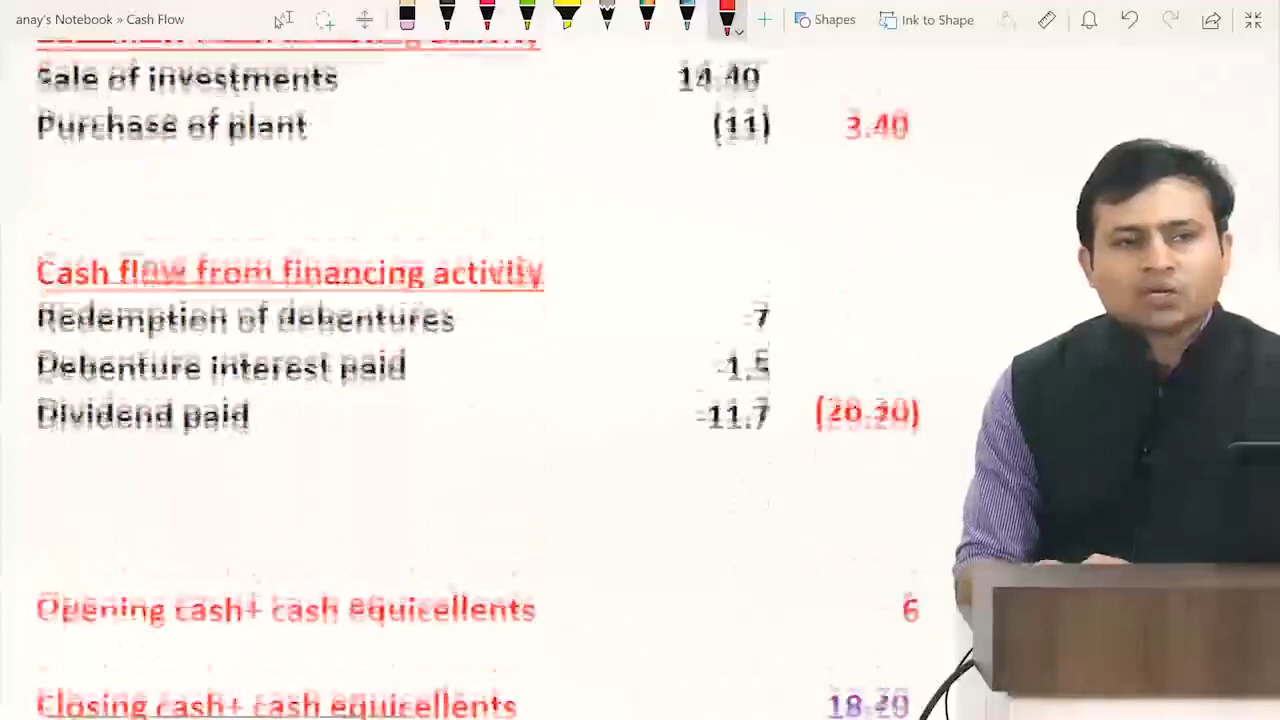 anay's Notebook » Cash Flow
Shapes
Ink to Shape
Sale of investments 14.40
Purchase of plant (11) 3.40
Cash flow from financing activity
Redemption of debentures -7
Debenture interest paid -1.5
Dividend paid -11.7 (20.20)
Opening cash+ cash equicellents 6
Closing cash+ cash equicellents